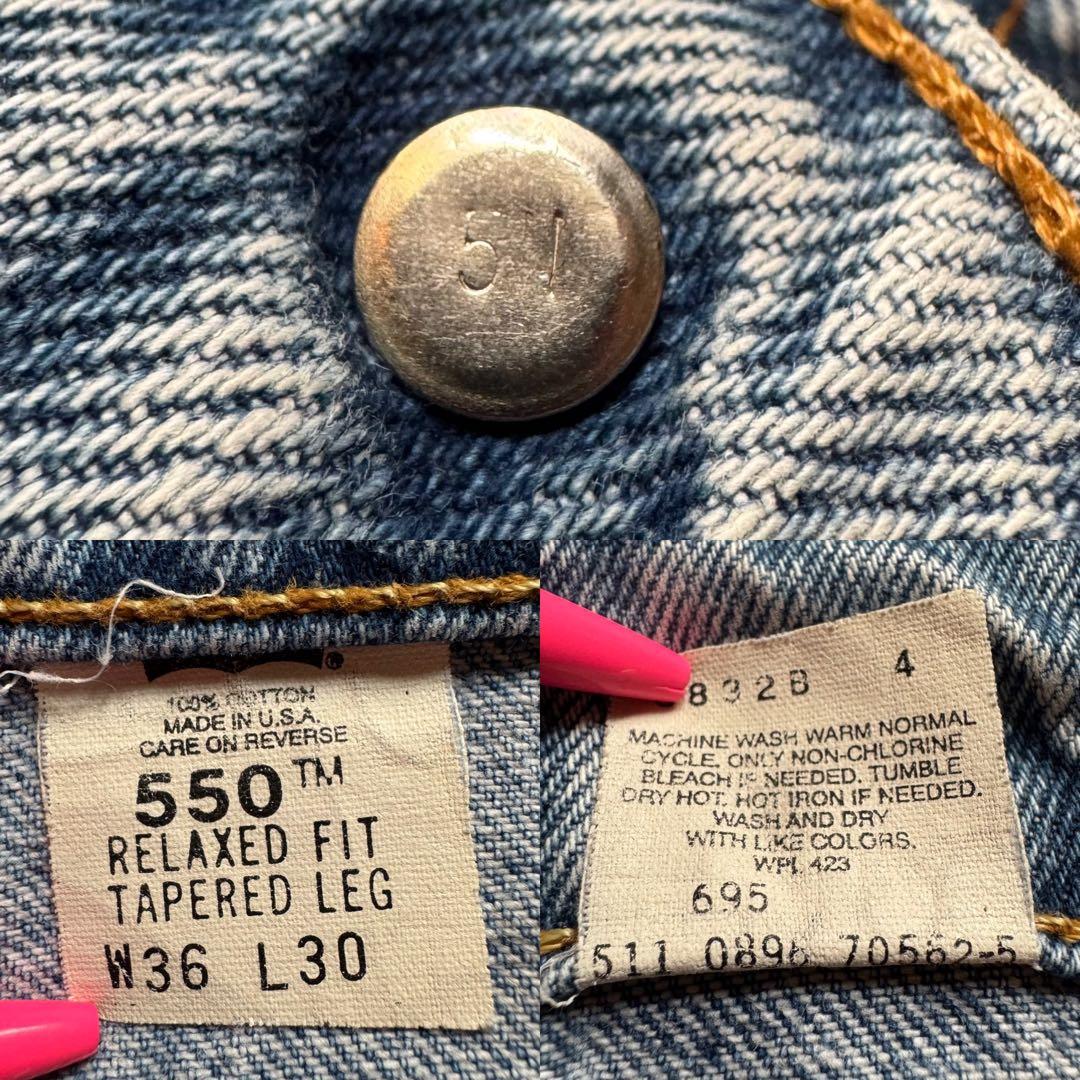 51
100% COTTON
MADE IN U.S.A.
CARE ON REVERSE
550™
RELAXED FIT
TAPERED LEG
W36 L30
832B 4
MACHINE WASH WARM NORMAL
CYCLE. ONLY NON-CHLORINE
BLEACH IF NEEDED. TUMBLE
DRY HOT. HOT IRON IF NEEDED.
WASH AND DRY
WITH LIKE COLORS.
WPL 423
695
511 0896 70562-5